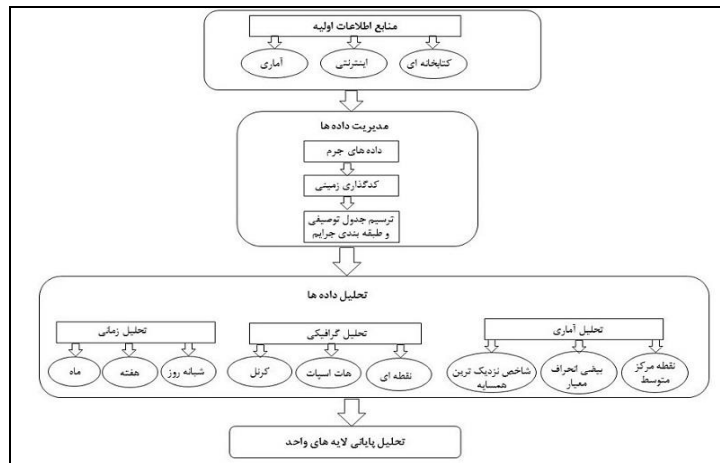 منابع اطلاعات اولیه
کتابخانه ای
اینترنتی
آماری
مدیریت داده ها
داده های جرم
کدگذاری زمینی
ترسیم جدول توصیفی
و طبقه بندی جرایم
تحلیل داده ها
تحلیل آماری
نقطه مرکز
متوسط
بیضی انحراف
معیار
شاخص نزدیک ترین
همسایه
تحلیل گرافیکی
نقطه ای
هات اسپات
کرنل
تحلیل زمانی
شبانه روز
هفته
ماه
تحلیل پایانی لایه های واحد